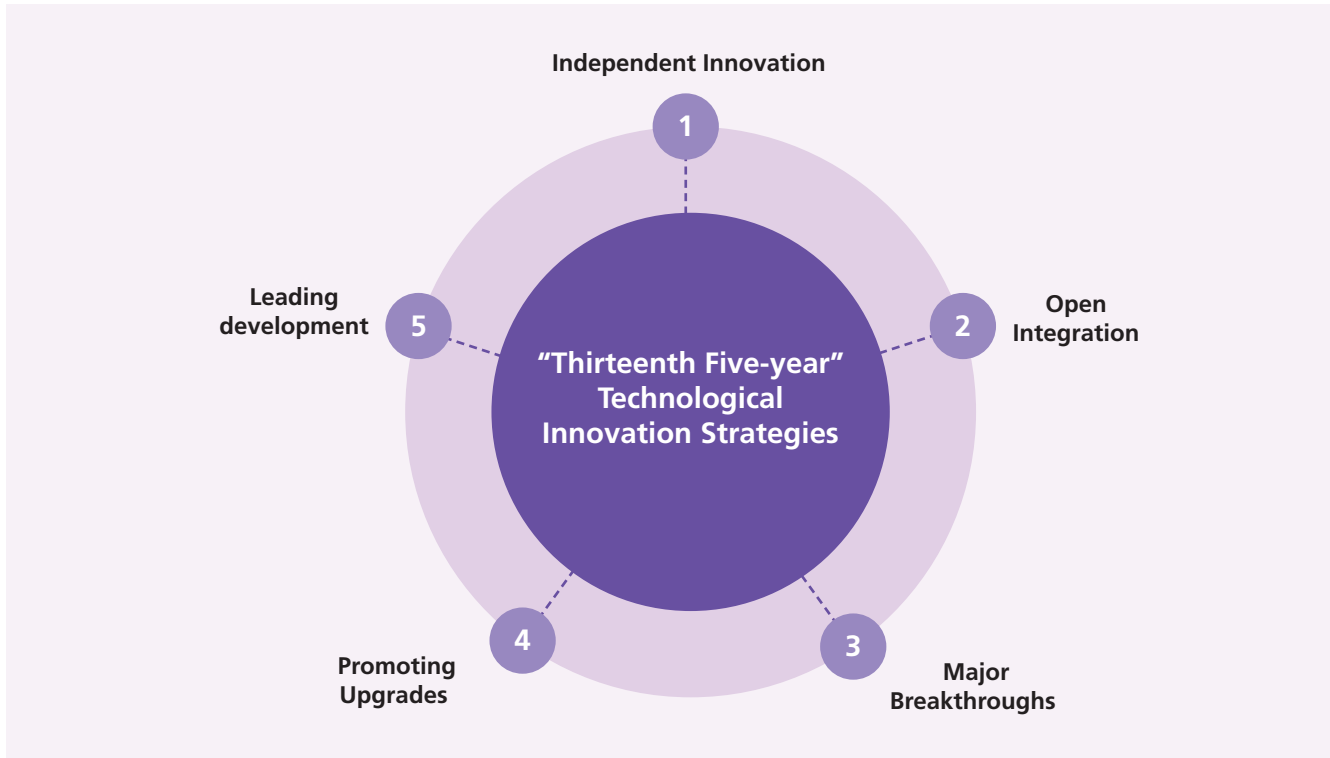 Independent Innovation
1
Leading
development
5
2
Open
Integration
“Thirteenth Five-year”
Technological
Innovation Strategies
4
Promoting
Upgrades
3
Major
Breakthroughs